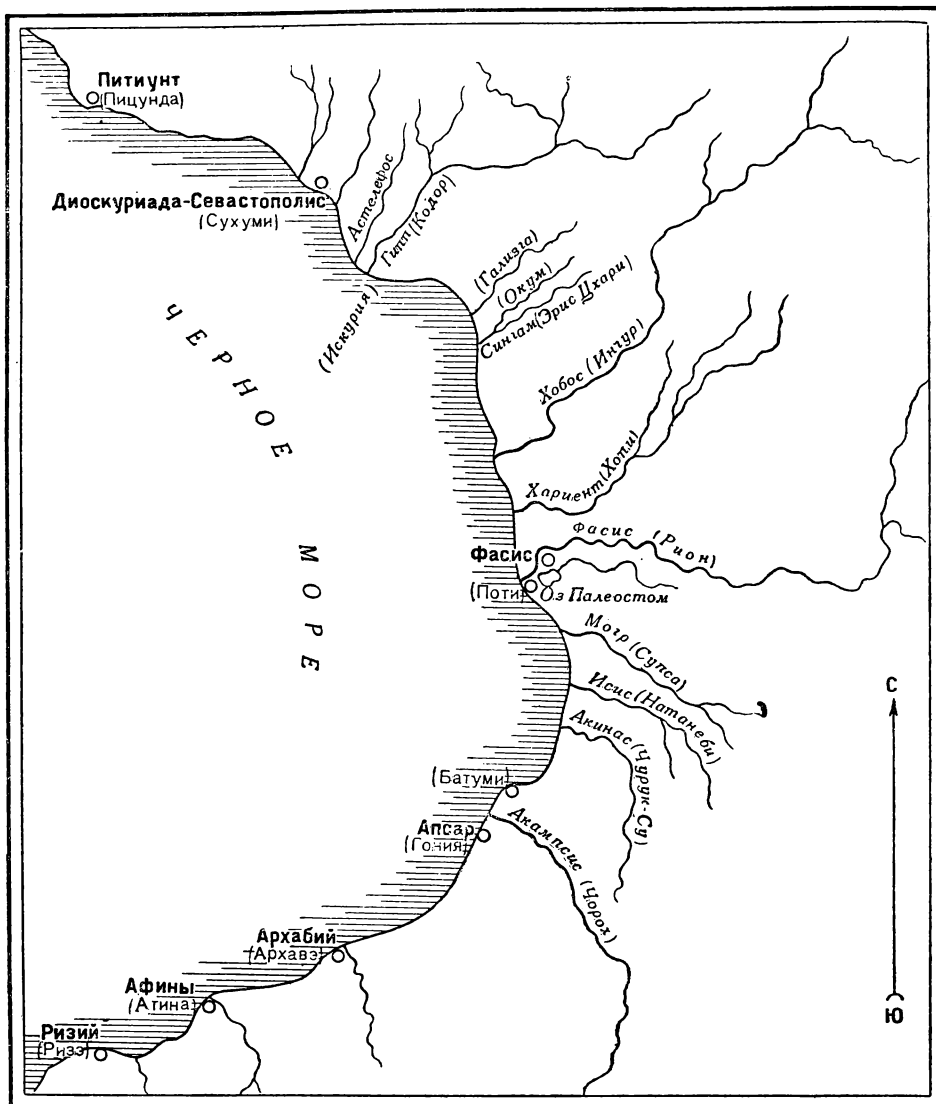 Питиунт
(Пицунда)
Диоскуриада-Севастополис
(Сухуми)
Астелефос
Гипп (Кодор)
(Искурия)
(Гализга)
(Окум)
Сингам (Эрис Цхари)
Хобос (Ингур)
Хариент (Хопи)
ЧЕРНОЕ
МОРЕ
Фасис
Фасис (Рион)
(Поти)
Оз Палеостом
Могр (Супса)
Исис (Натанеби)
Акинас (Чурук-Су)
(Батуми)
Апсар
(Гония)
Акампсис (Чорох)
Архабий
(Архавэ)
Афины
(Атина)
Ризий
(Ризэ)
С
Ю